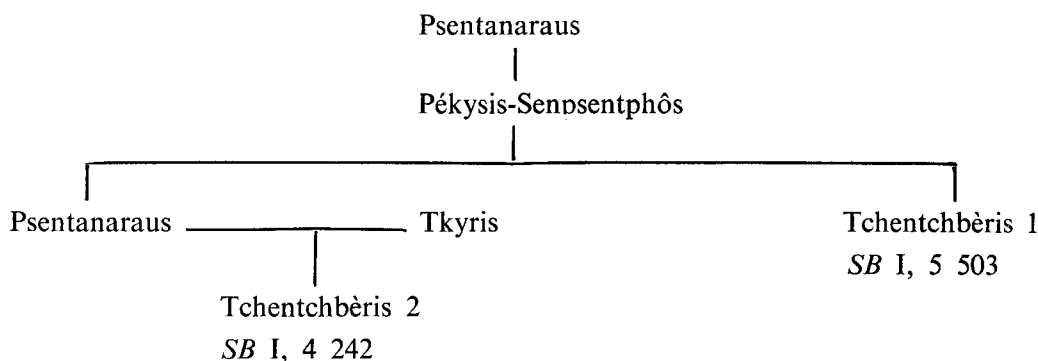 Psentanaraus
Pékysis-Senpsentphôs
Psentanaraus Tkyris Tchentchbèris 1
SB I, 5 503
Tchentchbèris 2
SB I, 4 242